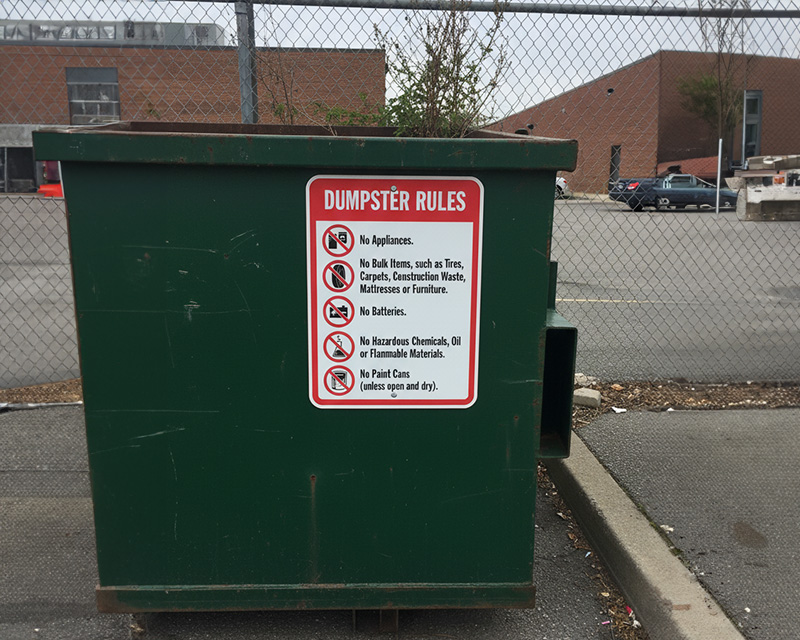 DUMPSTER RULES
No Appliances.
No Bulk Items, such as Tires,
Carpets, Construction Waste,
Mattresses or Furniture.
No Batteries.
No Hazardous Chemicals, Oil
or Flanmable Materials.
No Paint Cans
(unless open and dry).